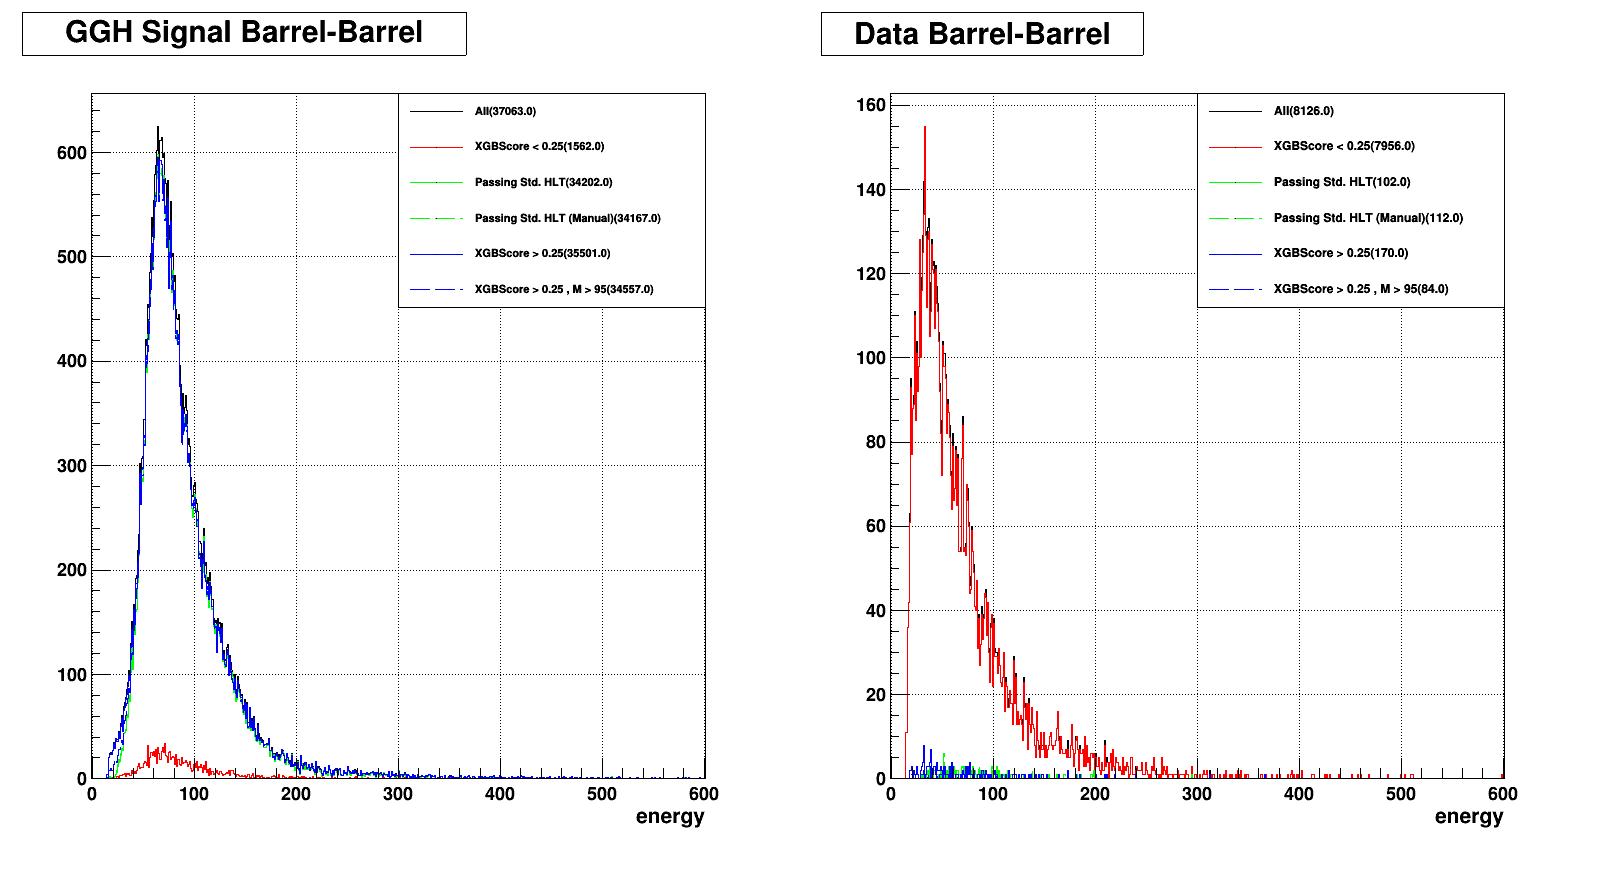 GGH Signal Barrel-Barrel
All(37063.0)
XGBScore < 0.25(1562.0)
Passing Std. HLT(34202.0)
Passing Std. HLT (Manual)(34167.0)
XGBScore > 0.25(35501.0)
XGBScore > 0.25 , M > 95(34557.0)
600
500
400
300
200
100
0
0 100 200 300 400 500 600
energy
Data Barrel-Barrel
All(8126.0)
XGBScore < 0.25(7956.0)
Passing Std. HLT(102.0)
Passing Std. HLT (Manual)(112.0)
XGBScore > 0.25(170.0)
XGBScore > 0.25 , M > 95(84.0)
160
140
120
100
80
60
40
20
0
0 100 200 300 400 500 600
energy